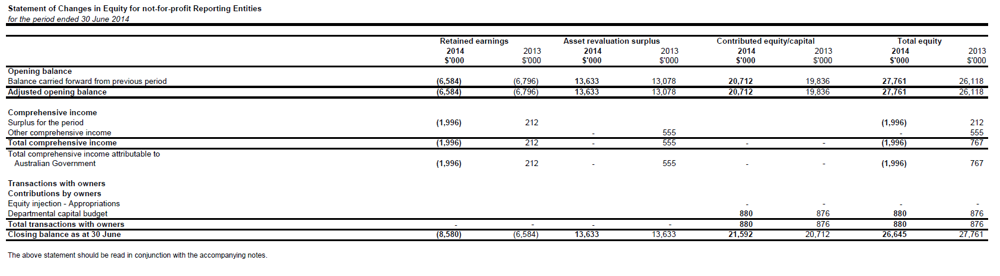 Statement of Changes in Equity for not-for-profit Reporting Entities
for the period ended 30 June 2014
Retained earnings Asset revaluation surplus Contributed equity/capital Total equity
2014 2013 2014 2013 2014 2013 2014 2013
$'000 $'000 $'000 $'000 $'000 $'000 $'000 $'000
Opening balance
Balance carried forward from previous period (6,584) (6,796) 13,633 13,078 20,712 19,836 27,761 26,118
Adjusted opening balance (6,584) (6,796) 13,633 13,078 20,712 19,836 27,761 26,118
Comprehensive income
Surplus for the period (1,996) 212 (1,996) 212
Other comprehensive income - 555 - 555
Total comprehensive income (1,996) 212 - 555 - - (1,996) 767
Total comprehensive income attributable to
Australian Government (1,996) 212 - 555 - - (1,996) 767
Transactions with owners
Contributions by owners
Equity injection - Appropriations - - - -
Departmental capital budget 880 876 880 876
Total transactions with owners - - - - 880 876 880 876
Closing balance as at 30 June (8,580) (6,584) 13,633 13,633 21,592 20,712 26,645 27,761
The above statement should be read in conjunction with the accompanying notes.